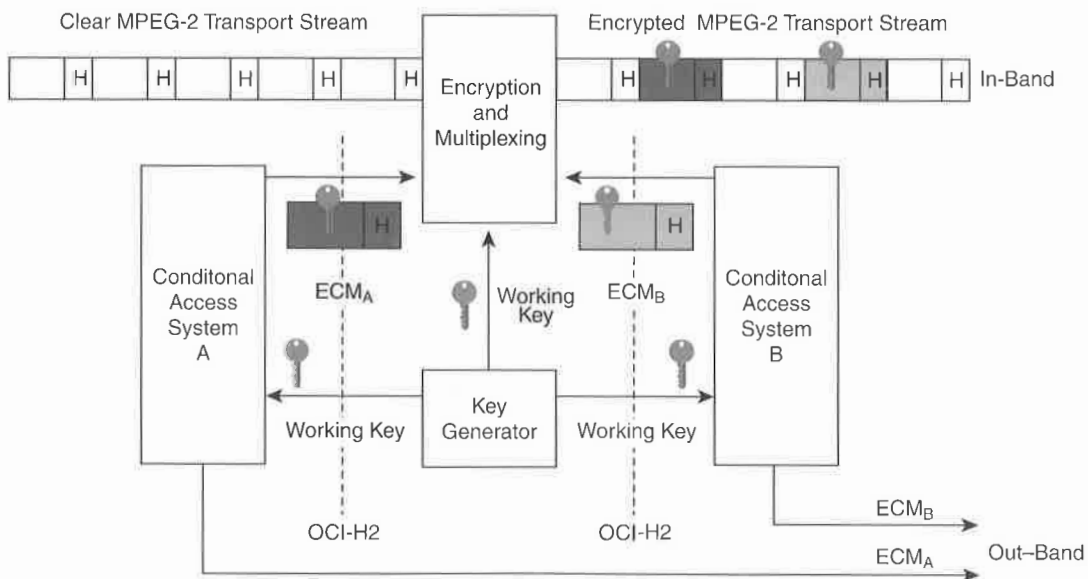 Clear MPEG-2 Transport Stream
Encrypted MPEG-2 Transport Stream
H H H H H
H H H H H
In-Band
Encryption
and
Multiplexing
H
H
Conditonal
Access
System
A
ECMA
Working
Key
ECMB
Conditonal
Access
System
B
Key
Generator
Working Key
Working Key
OCI-H2
OCI-H2
ECMB
ECMA
Out–Band